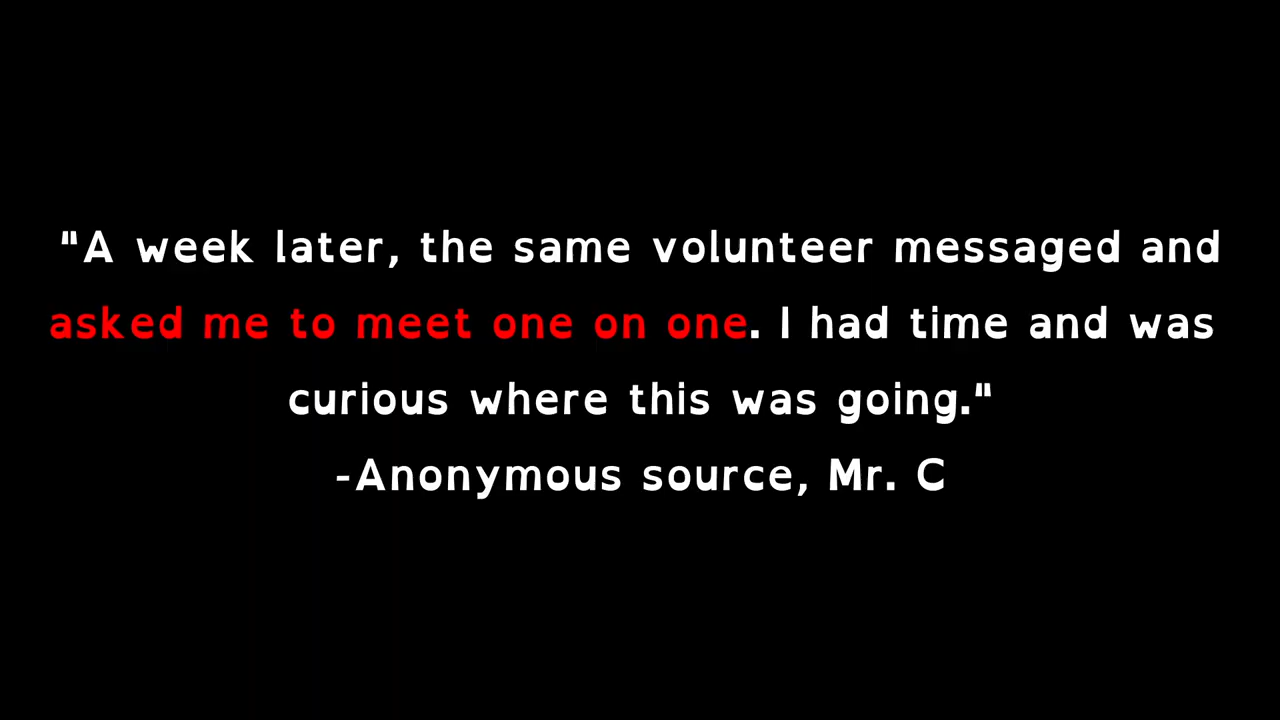 "A week later, the same volunteer messaged and
asked me to meet one on one. I had time and was
curious where this was going."
-Anonymous source, Mr. C